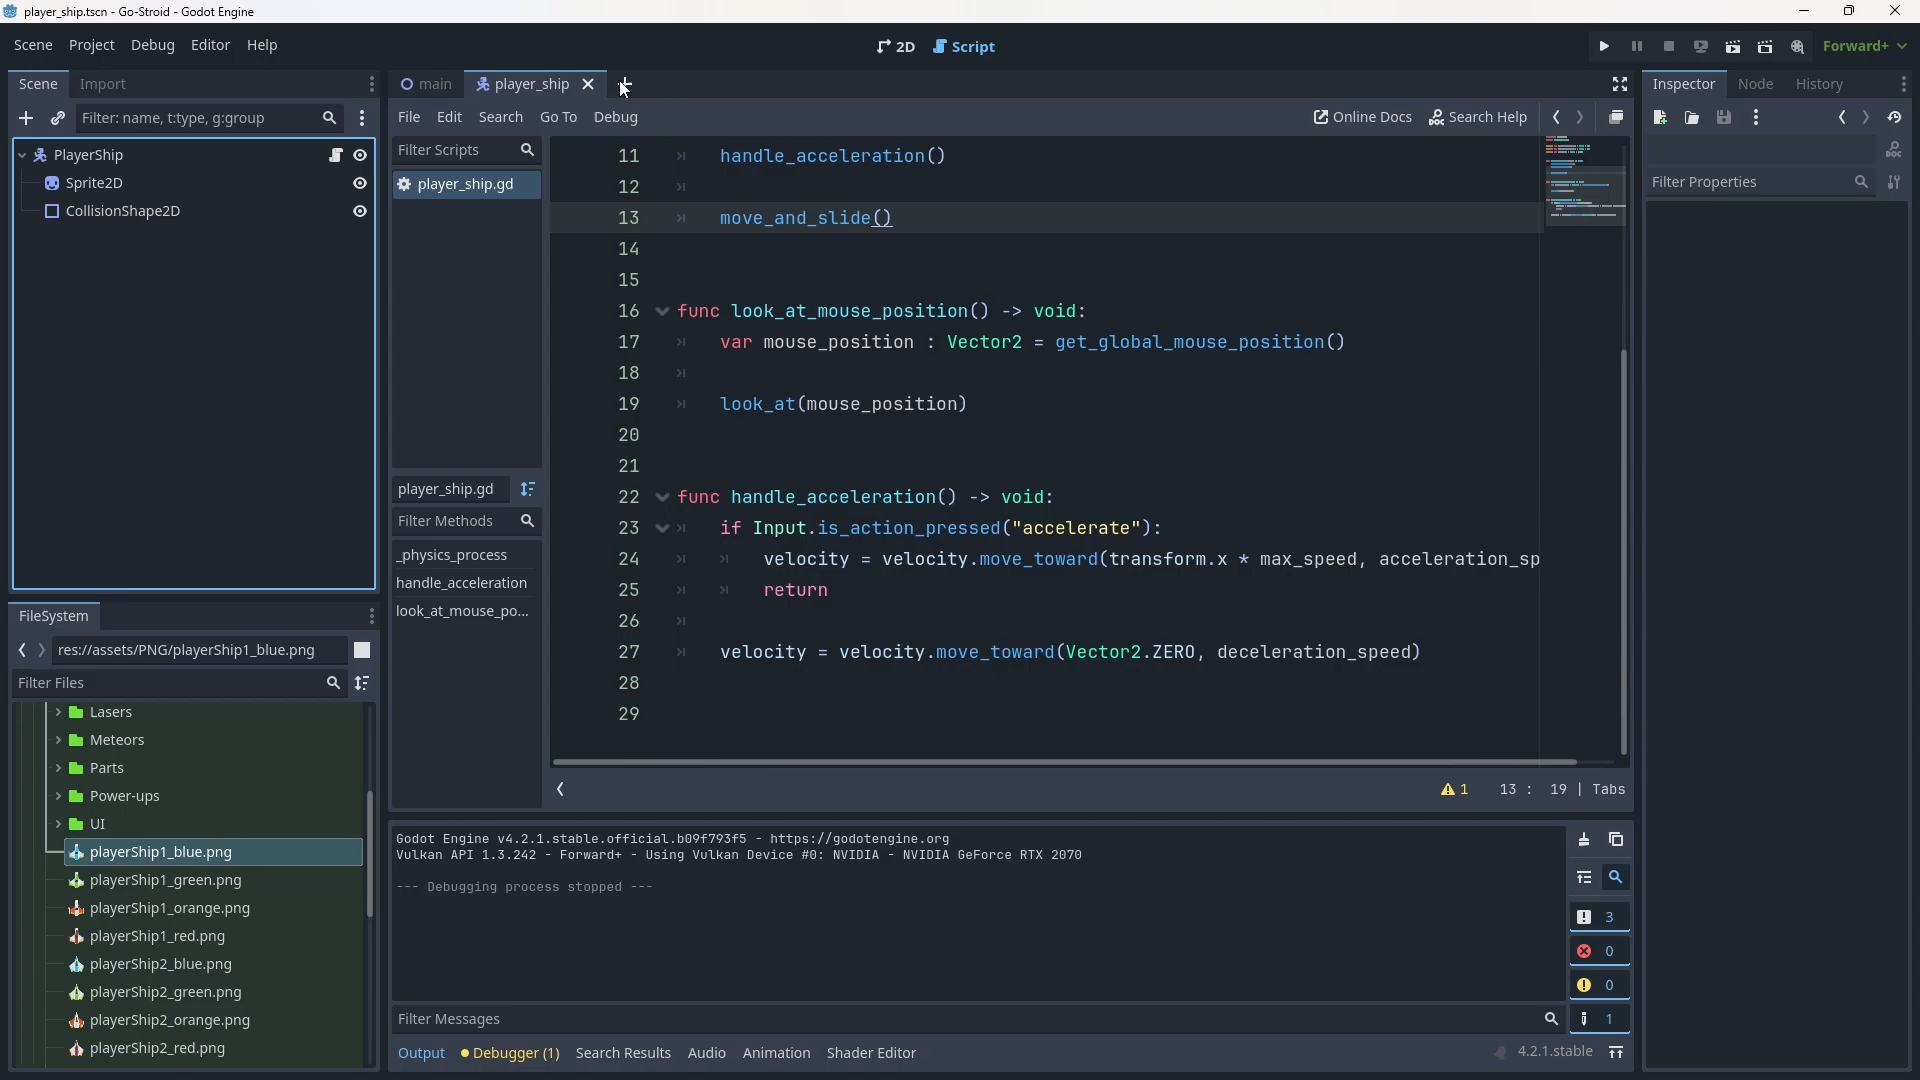 player_ship.tscn - Go-Stroid - Godot Engine
Scene Project Debug Editor Help
2D Script
Forward+
Scene Import
Filter: name, t:type, g:group
PlayerShip
Sprite2D
CollisionShape2D
FileSystem
res://assets/PNG/playerShip1_blue.png
Filter Files
Lasers
Meteors
Parts
Power-ups
UI
playerShip1_blue.png
playerShip1_green.png
playerShip1_orange.png
playerShip1_red.png
playerShip2_blue.png
playerShip2_green.png
playerShip2_orange.png
playerShip2_red.png
main player_ship
File Edit Search Go To Debug
Online Docs Search Help
Filter Scripts
player_ship.gd
player_ship.gd
Filter Methods
_physics_process
handle_acceleration
look_at_mouse_po...
11 handle_acceleration()
12
13 move_and_slide()
14
15
16 func look_at_mouse_position() -> void:
17 var mouse_position : Vector2 = get_global_mouse_position()
18
19 look_at(mouse_position)
20
21
22 func handle_acceleration() -> void:
23 if Input.is_action_pressed("accelerate"):
24 velocity = velocity.move_toward(transform.x * max_speed, acceleration_sp
25 return
26
27 velocity = velocity.move_toward(Vector2.ZERO, deceleration_speed)
28
29
1 13 : 19 | Tabs
Godot Engine v4.2.1.stable.official.b09f793f5 - https://godotengine.org
Vulkan API 1.3.242 - Forward+ - Using Vulkan Device #0: NVIDIA - NVIDIA GeForce RTX 2070
--- Debugging process stopped ---
3
0
0
1
Filter Messages
Output Debugger (1) Search Results Audio Animation Shader Editor
4.2.1.stable
Inspector Node History
DOC
Filter Properties